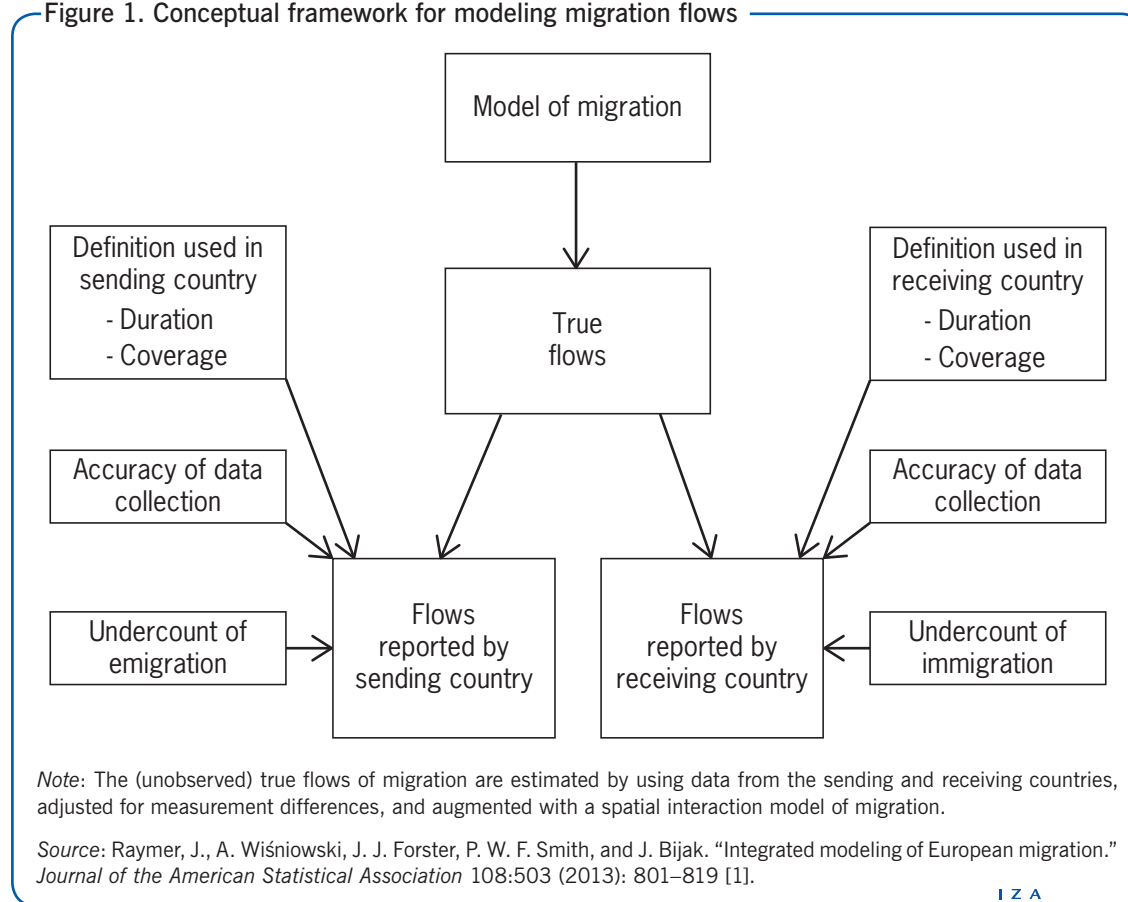 Figure 1. Conceptual framework for modeling migration flows
Model of migration
Definition used in
sending country
- Duration
- Coverage
True
flows
Definition used in
receiving country
- Duration
- Coverage
Accuracy of data
collection
Accuracy of data
collection
Undercount of
emigration
Flows
reported by
sending country
Flows
reported by
receiving country
Undercount of
immigration
Note: The (unobserved) true flows of migration are estimated by using data from the sending and receiving countries,
adjusted for measurement differences, and augmented with a spatial interaction model of migration.
Source: Raymer, J., A. Wiśniowski, J. J. Forster, P. W. F. Smith, and J. Bijak. “Integrated modeling of European migration.”
Journal of the American Statistical Association 108:503 (2013): 801–819 [1].
I Z A